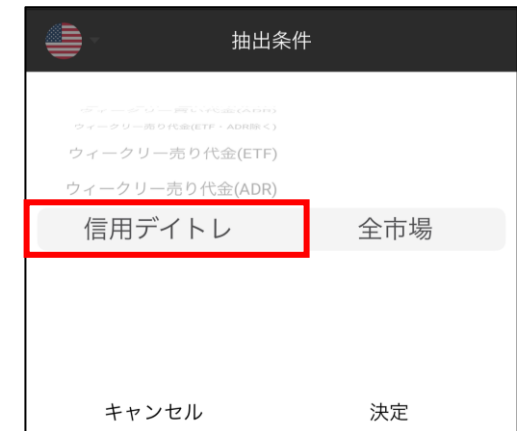 抽出条件
ウィークリー売り代金(ETF・ADR除く)
ウィークリー売り代金(ETF)
ウィークリー売り代金(ADR)
信用デイトレ 全市場
キャンセル 決定